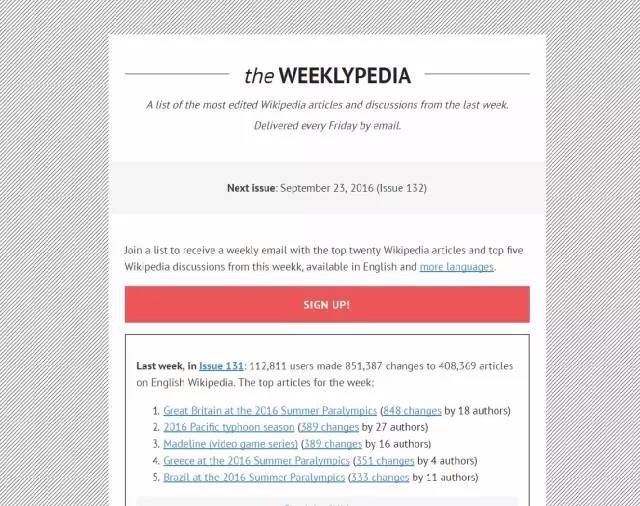 the WEEKLYPEDIA
A list of the most edited Wikipedia articles and discussions from the last week.
Delivered every Friday by email.
Next issue: September 23, 2016 (Issue 132)
Join a list to receive a weekly email with the top twenty Wikipedia articles and top five
Wikipedia discussions from this weekk, available in English and more languages.
SIGN UP!
Last week, in Issue 131: 112,811 users made 851,387 changes to 408,369 articles
on English Wikipedia. The top articles for the week:
1. Great Britain at the 2016 Summer Paralympics (848 changes by 18 authors)
2. 2016 Pacific typhoon season (389 changes by 27 authors)
3. Madeline (video game series) (389 changes by 16 authors)
4. Greece at the 2016 Summer Paralympics (351 changes by 4 authors)
5. Brazil at the 2016 Summer Paralympics (333 changes by 11 authors)